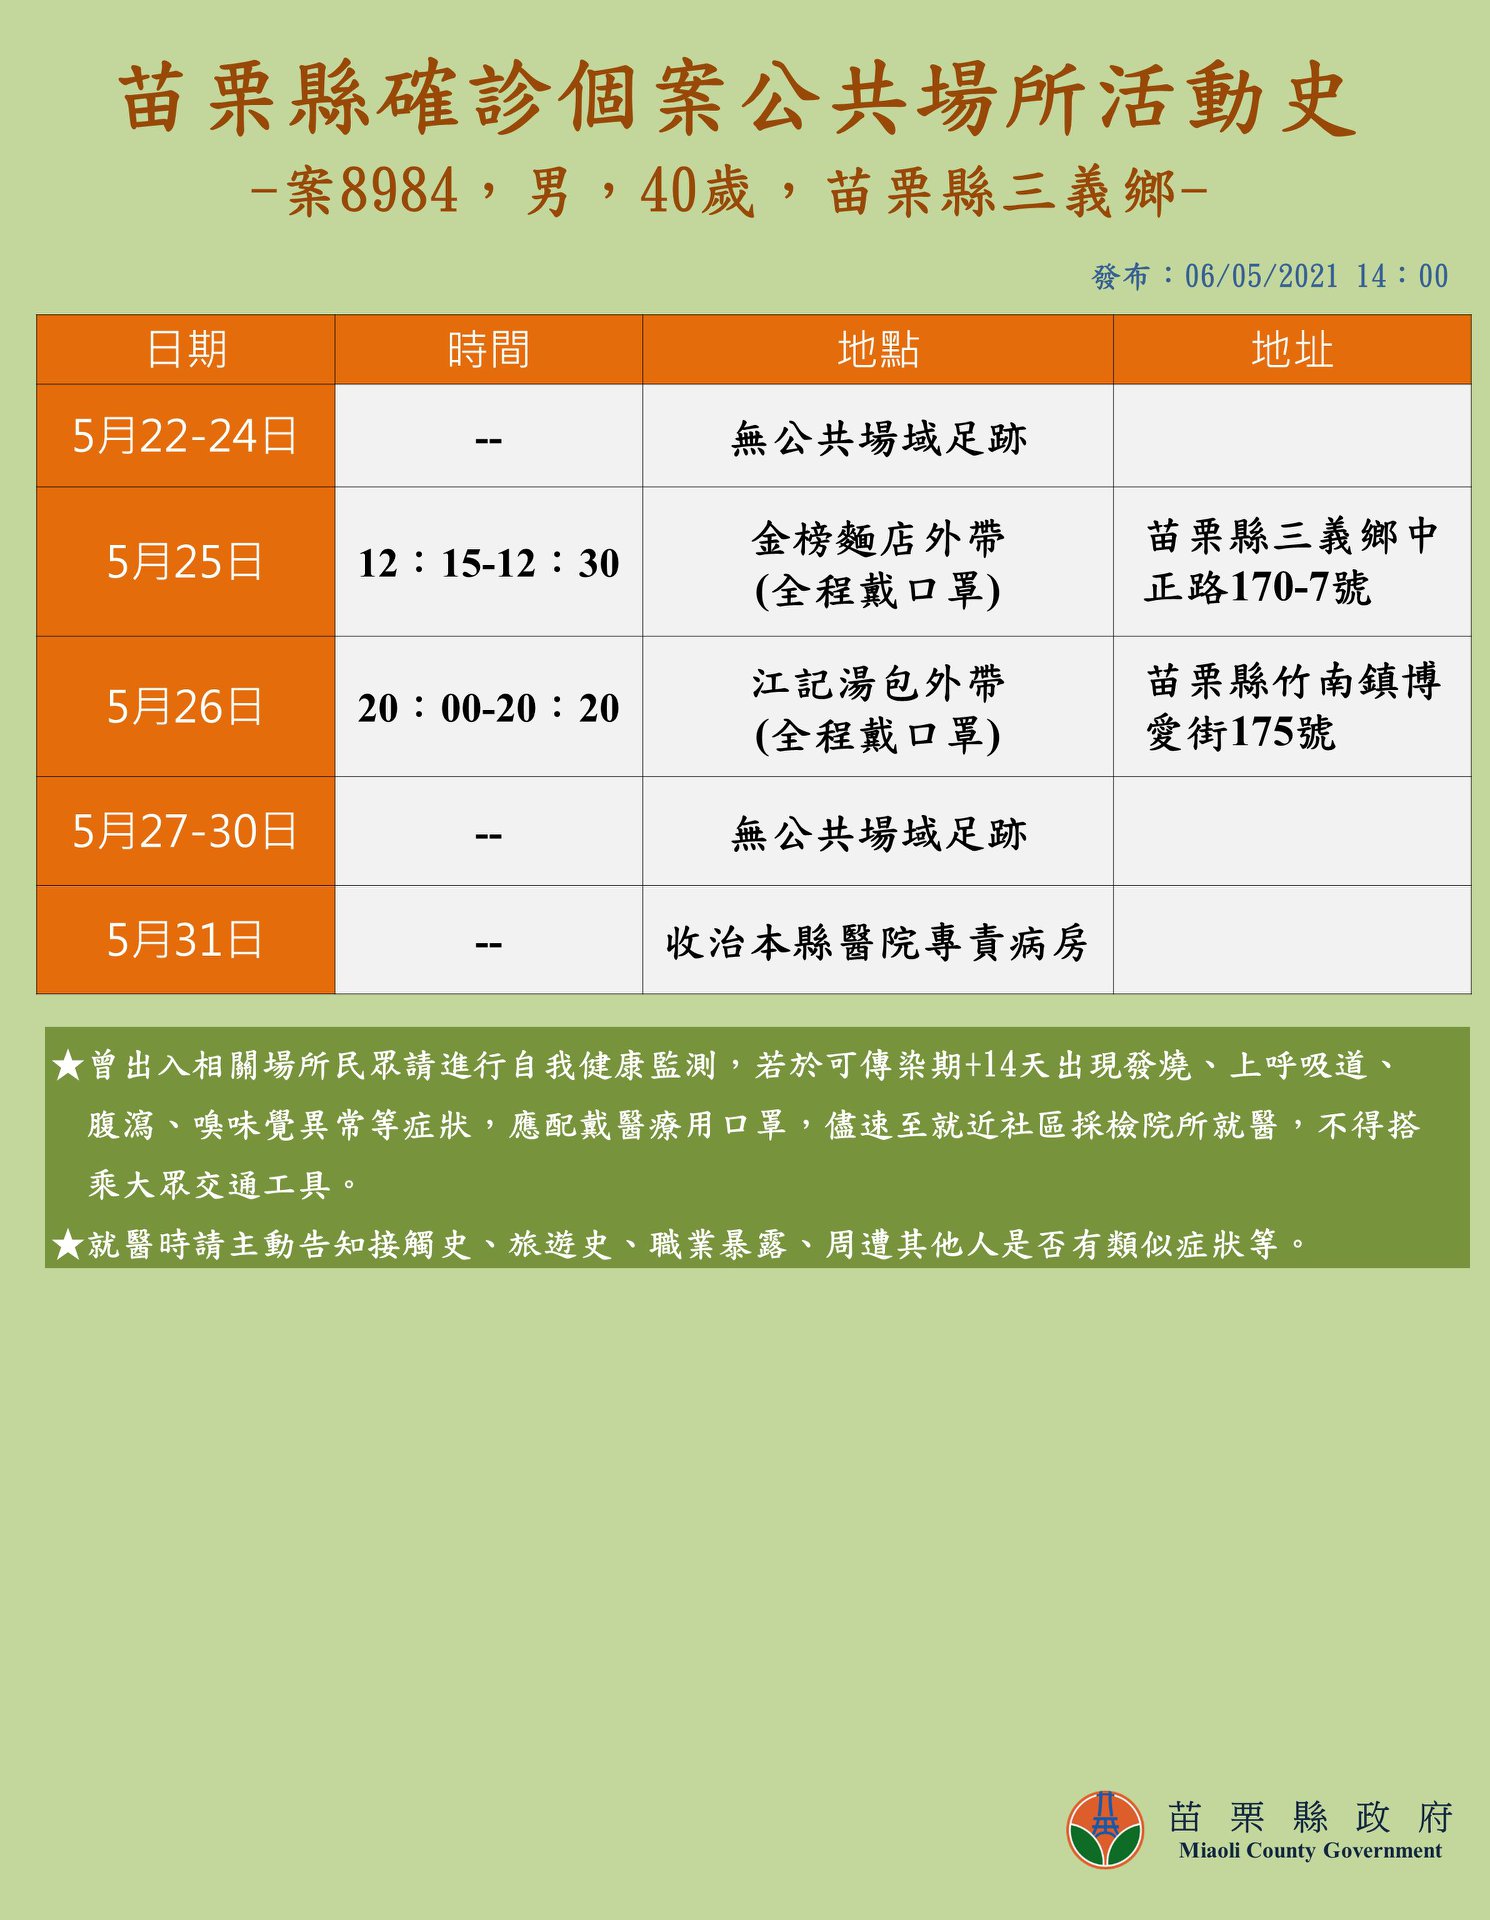 苗栗縣確診個案公共場所活動史
-案8984，男，40歲，苗栗縣三義鄉-
發布：06/05/2021 14：00
日期 時間 地點 地址
5月22-24日 -- 無公共場域足跡
5月25日 12：15-12：30 金榜麵店外帶
(全程戴口罩)
苗栗縣三義鄉中
正路170-7號
5月26日 20：00-20：20 江記湯包外帶
(全程戴口罩)
苗栗縣竹南鎮博
愛街175號
5月27-30日 -- 無公共場域足跡
5月31日 -- 收治本縣醫院專責病房
★曾出入相關場所民眾請進行自我健康監測，若於可傳染期+14天出現發燒、上呼吸道、
腹瀉、嗅味覺異常等症狀，應配戴醫療用口罩，儘速至就近社區採檢院所就醫，不得搭
乘大眾交通工具。
★就醫時請主動告知接觸史、旅遊史、職業暴露、周遭其他人是否有類似症狀等。
苗栗縣政府
Miaoli County Government